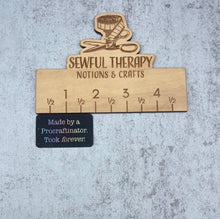 SEWFUL THERAPY
NOTIONS & CRAFTS
1 2 3 4
½ ½ ½ ½ ½
Made by a
Procraftinator.
Took forever.